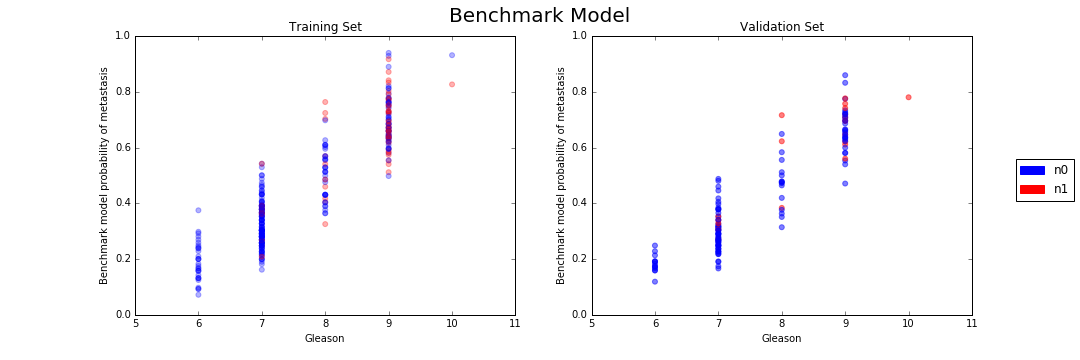 Benchmark Model
Training Set
Benchmark model probability of metastasis
1.0
0.8
0.6
0.4
0.2
0.0
5 6 7 8 9 10 11
Gleason
Validation Set
Benchmark model probability of metastasis
1.0
0.8
0.6
0.4
0.2
0.0
5 6 7 8 9 10 11
Gleason
n0
n1